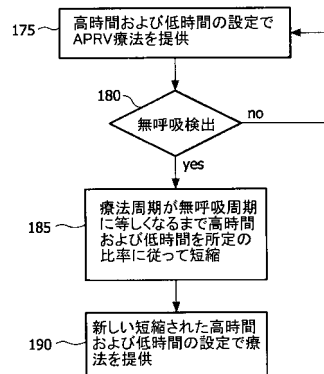 175
高時間および低時間の設定で
APRV療法を提供
180
無呼吸検出
no
yes
185
療法周期が無呼吸周期
に等しくなるまで高時間
および低時間を所定の
比率に従って短縮
190
新しい短縮された高時間
および低時間の設定で療
法を提供